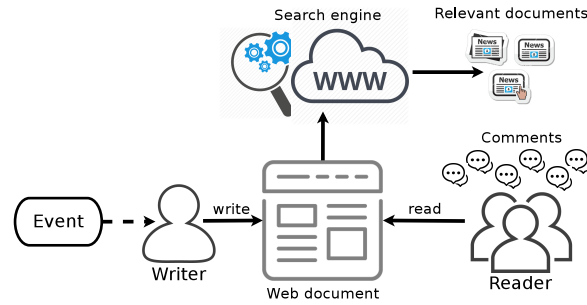 Search engine
Relevant documents
WWW
News
News
News
Comments
Event
write
read
Writer
Web document
Reader